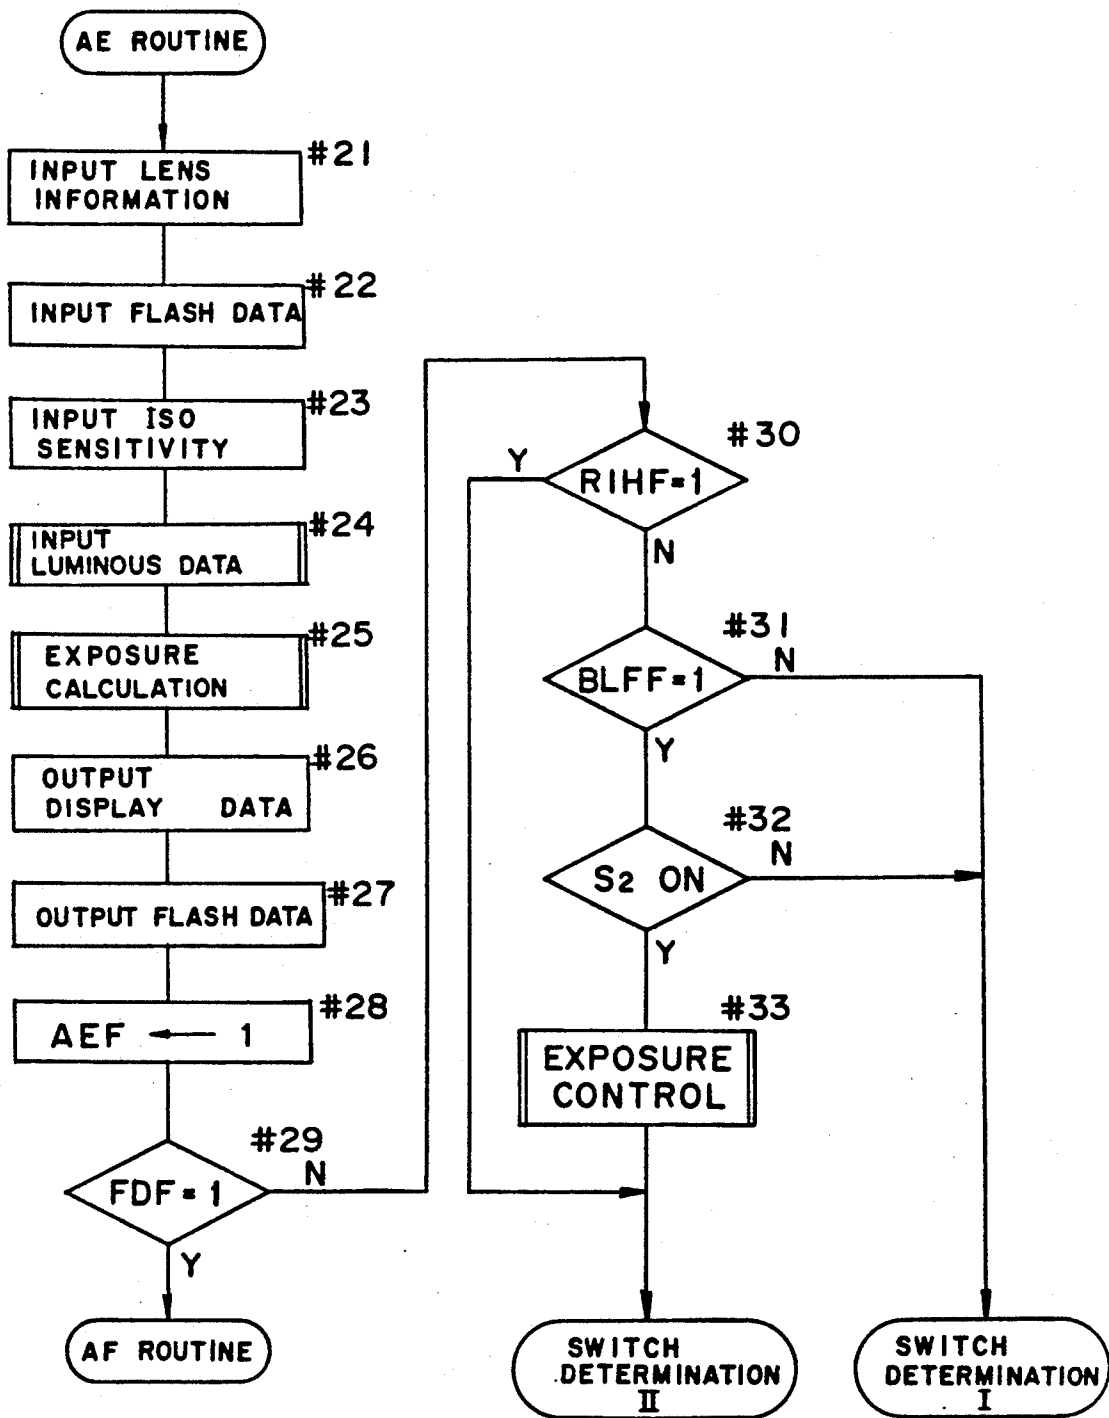 AE ROUTINE
#21
INPUT LENS
INFORMATION
#22
INPUT FLASH DATA
#23
INPUT ISO
SENSITIVITY
#24
INPUT
LUMINOUS DATA
#25
EXPOSURE
CALCULATION
#26
OUTPUT
DISPLAY DATA
#27
OUTPUT FLASH DATA
#28
AEF ← 1
#29
FDF = 1
N
Y
AF ROUTINE
#30
RIHF=1
Y
N
#31
BLFF=1
N
Y
#32
S2 ON
N
Y
#33
EXPOSURE
CONTROL
SWITCH
DETERMINATION
II
SWITCH
DETERMINATION
I